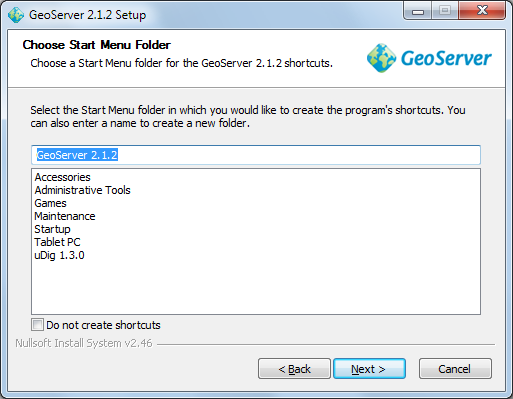 GeoServer 2.1.2 Setup
Choose Start Menu Folder
Choose a Start Menu folder for the GeoServer 2.1.2 shortcuts.
GeoServer
Select the Start Menu folder in which you would like to create the program's shortcuts. You
can also enter a name to create a new folder.
GeoServer 2.1.2
Accessories
Administrative Tools
Games
Maintenance
Startup
Tablet PC
uDig 1.3.0
Do not create shortcuts
Nullsoft Install System v2.46
< Back
Next >
Cancel